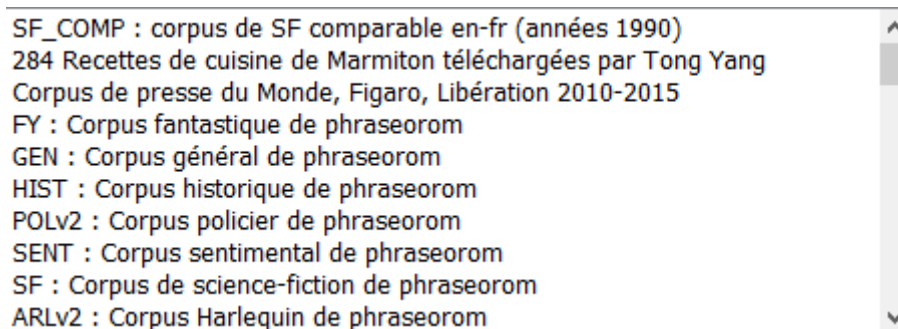 SF_COMP : corpus de SF comparable en-fr (années 1990)
284 Recettes de cuisine de Marmiton téléchargées par Tong Yang
Corpus de presse du Monde, Figaro, Libération 2010-2015
FY : Corpus fantastique de phraseorom
GEN : Corpus général de phraseorom
HIST : Corpus historique de phraseorom
POLv2 : Corpus policier de phraseorom
SENT : Corpus sentimental de phraseorom
SF : Corpus de science-fiction de phraseorom
ARLv2 : Corpus Harlequin de phraseorom